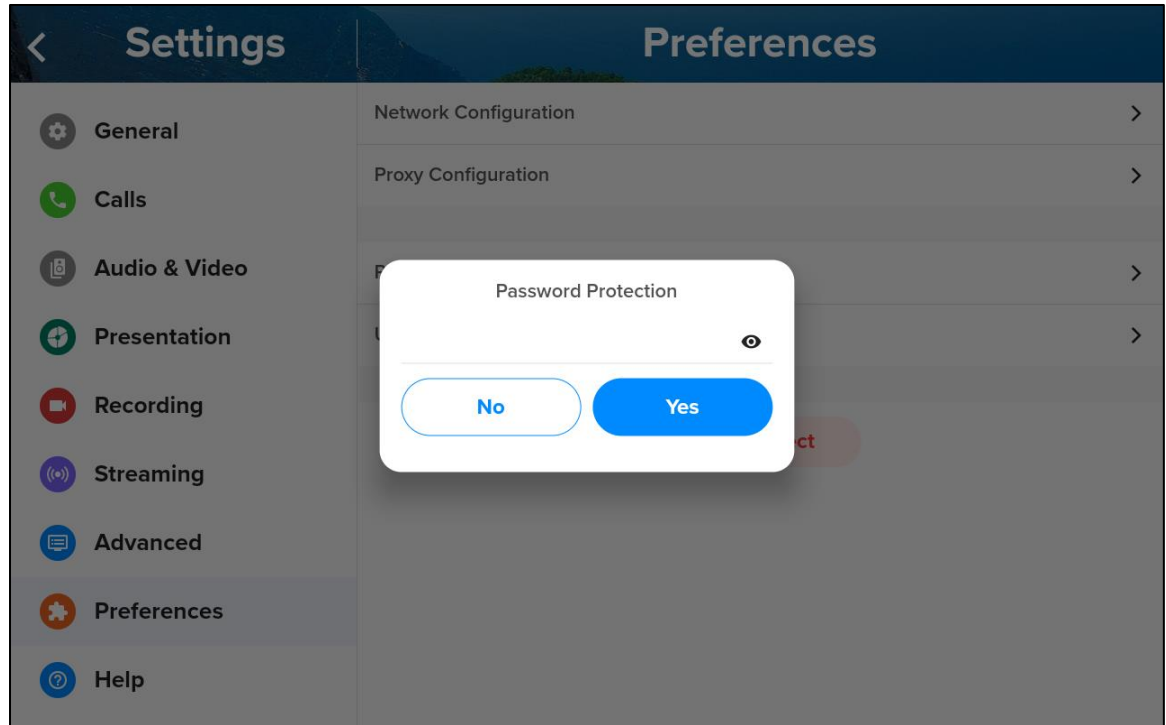 Settings
Preferences
General
Calls
Audio & Video
Presentation
Recording
Streaming
Advanced
Preferences
Help
Network Configuration
Proxy Configuration
Password Protection
No
Yes